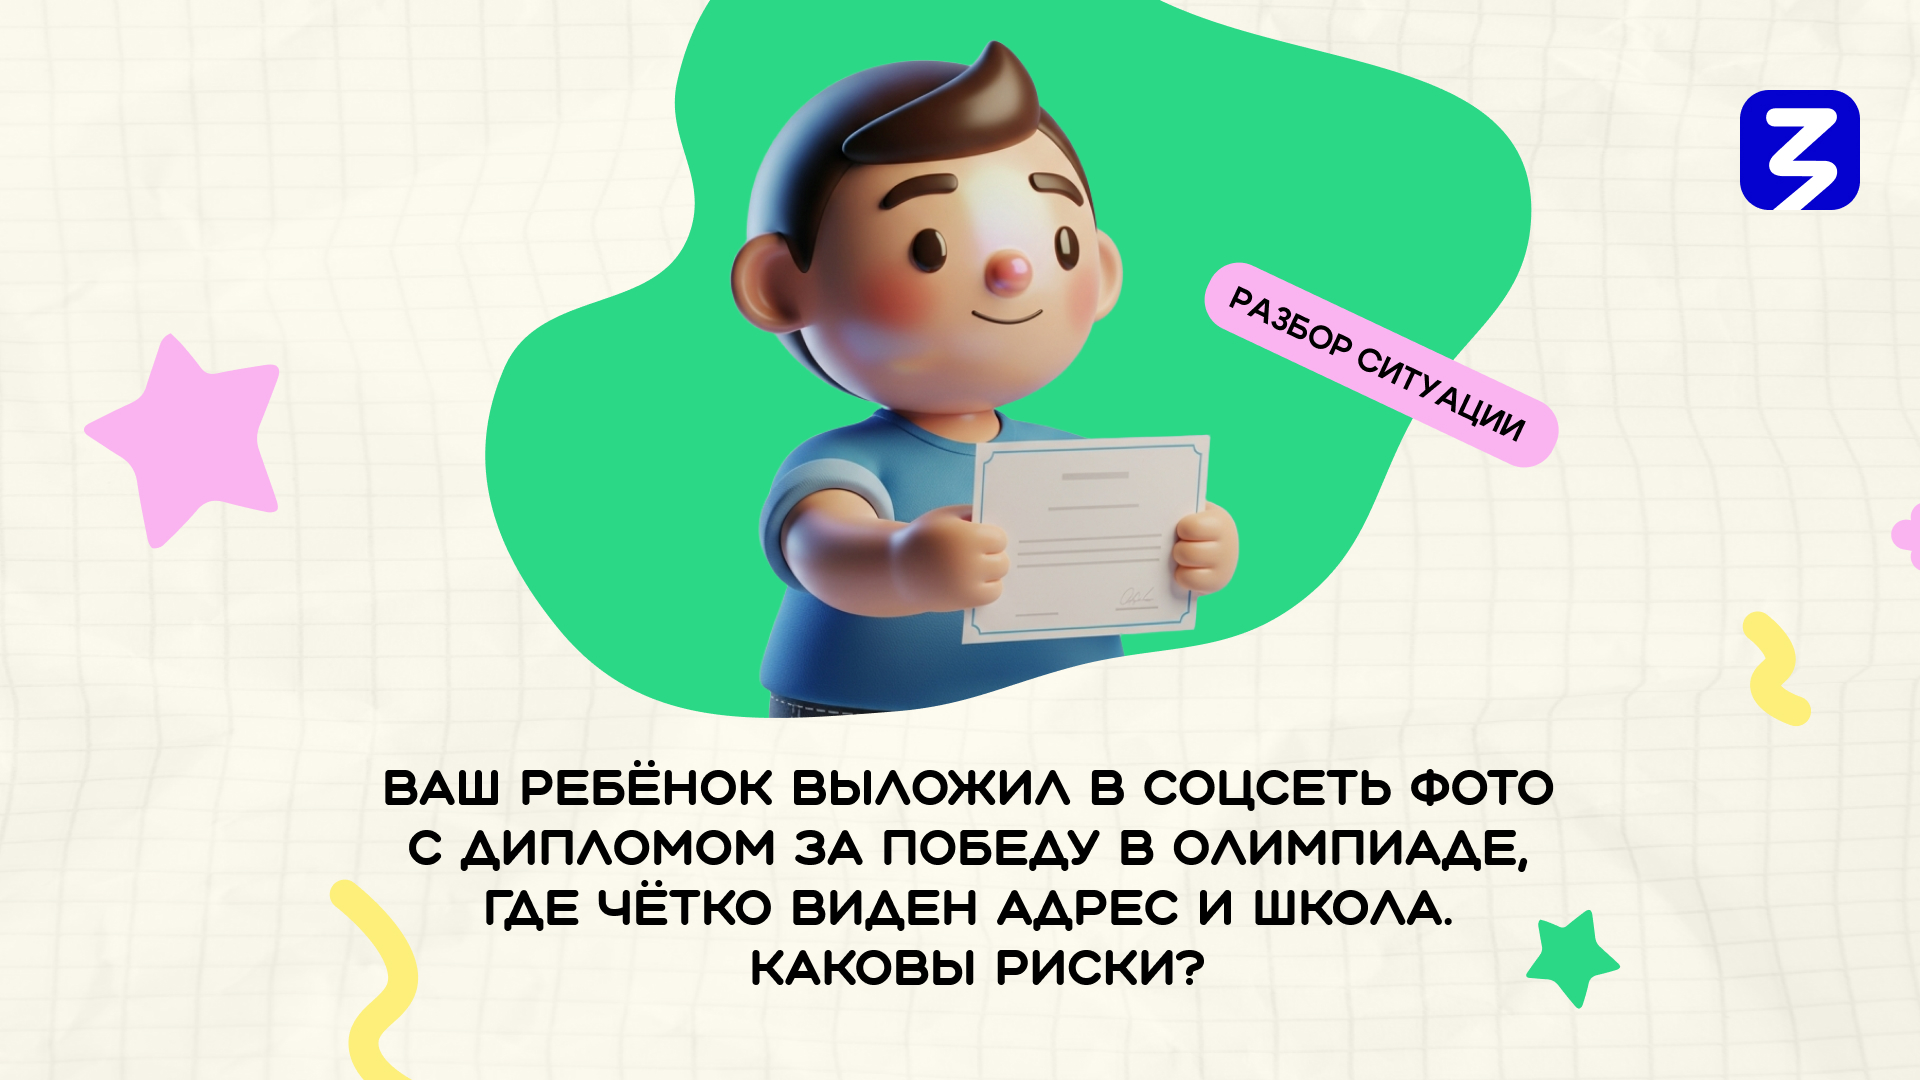 РАЗБОР СИТУАЦИИ
ВАШ РЕБЁНОК ВЫЛОЖИЛ В СОЦСЕТЬ ФОТО
С ДИПЛОМОМ ЗА ПОБЕДУ В ОЛИМПИАДЕ,
ГДЕ ЧЁТКО ВИДЕН АДРЕС И ШКОЛА.
КАКОВЫ РИСКИ?